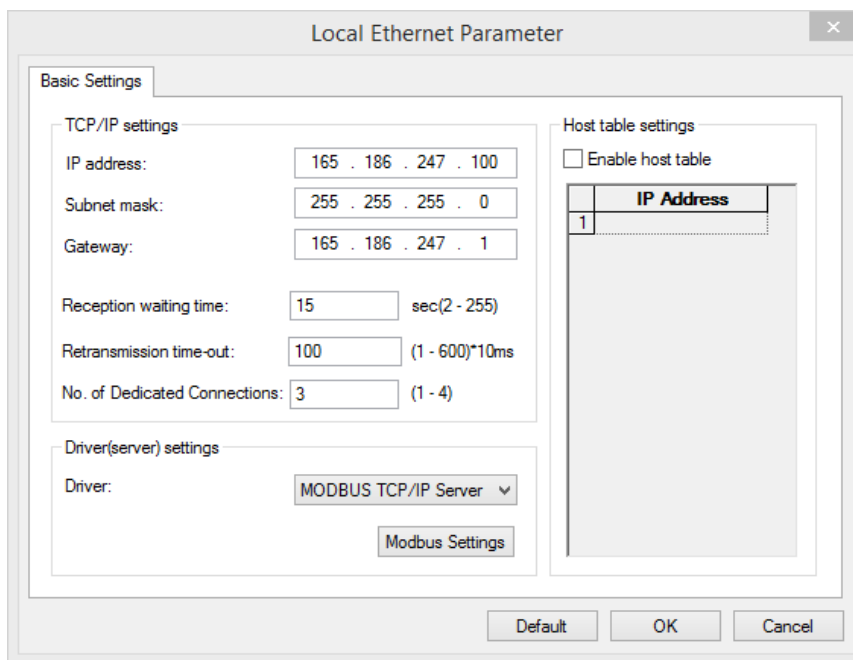 Local Ethernet Parameter
Basic Settings
TCP/IP settings
IP address: 165 . 186 . 247 . 100
Subnet mask: 255 . 255 . 255 . 0
Gateway: 165 . 186 . 247 . 1
Reception waiting time: 15 sec(2 - 255)
Retransmission time-out: 100 (1 - 600)*10ms
No. of Dedicated Connections: 3 (1 - 4)
Driver(server) settings
Driver: MODBUS TCP/IP Server
Modbus Settings
Host table settings
Enable host table
IP Address
1
Default OK Cancel